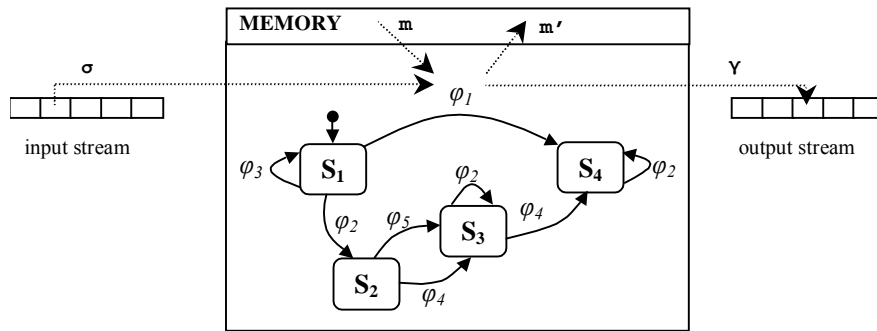 MEMORY
m
m’
σ
γ
φ1
input stream
output stream
S1
S4
φ3
φ2
φ2
φ2
φ5
S3
φ4
S2
φ4